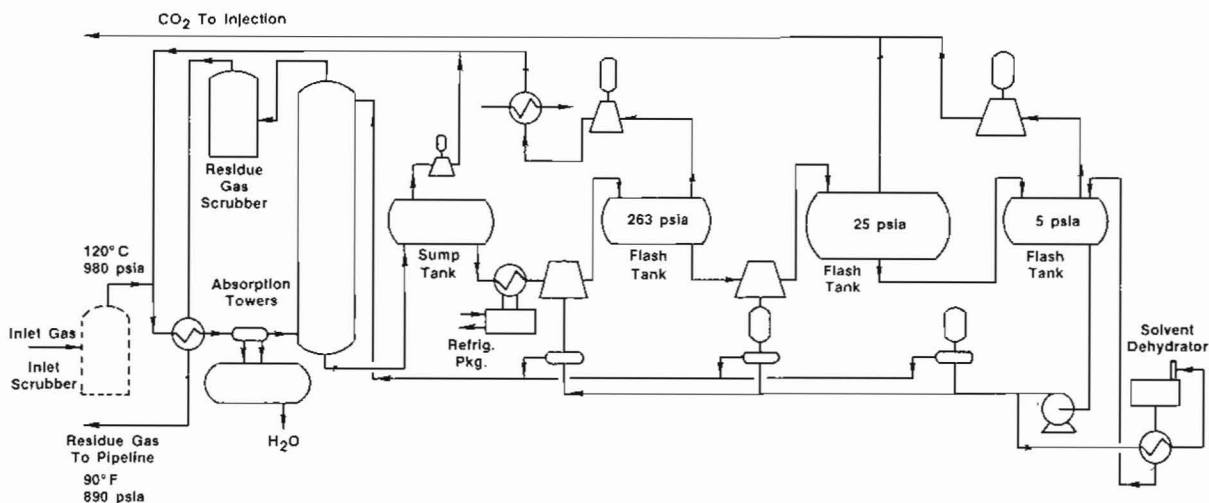 CO2 To Injection
Residue
Gas
Scrubber
120° C
980 psia
Absorption
Towers
Inlet Gas
Inlet
Scrubber
Residue Gas
To Pipeline
90° F
890 psia
H2O
Sump
Tank
Refrig.
Pkg.
263 psia
Flash
Tank
25 psia
Flash
Tank
5 psia
Flash
Tank
Solvent
Dehydrator